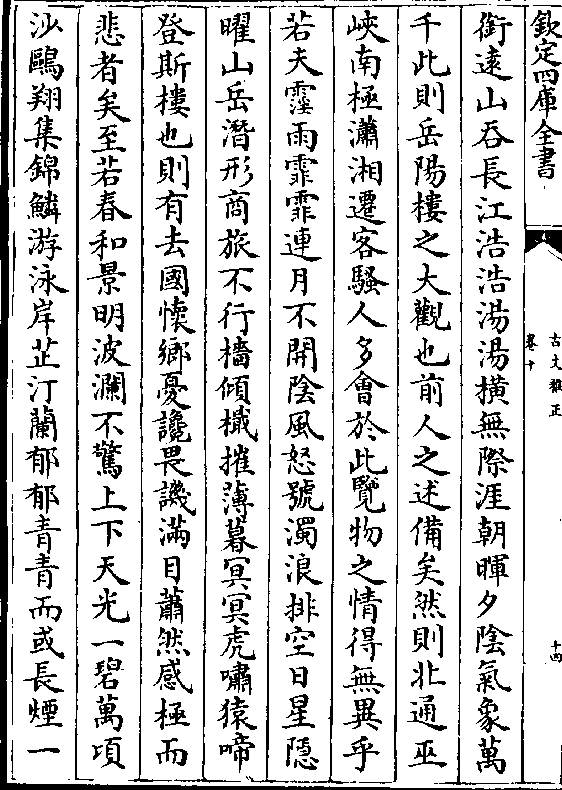 欽定四庫全書
古文雅正
卷十
十四
銜遠山吞長江浩浩湯湯橫無際涯朝暉夕陰氣象萬
千此則岳陽樓之大觀也前人之述備矣然則北通巫
峽南極瀟湘遷客騷人多會於此覽物之情得無異乎
若夫霪雨霏霏連月不開陰風怒號濁浪排空日星隱
曜山岳潛形商旅不行檣傾檝摧薄暮冥冥虎嘯猿啼
登斯樓也則有去國懷鄉憂讒畏譏滿目蕭然感極而
悲者矣至若春和景明波瀾不驚上下天光一碧萬頃
沙鷗翔集錦鱗游泳岸芷汀蘭郁郁青青而或長煙一